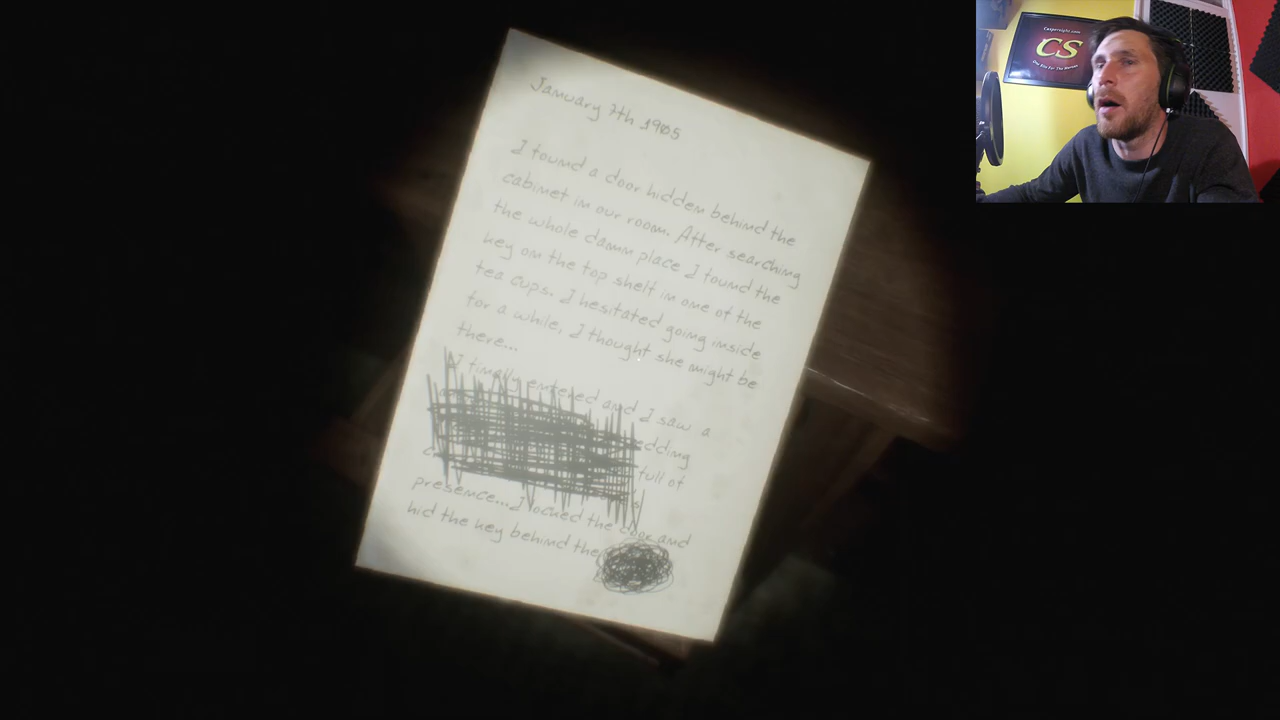 January 7th 1905
I found a door hidden behind the
cabinet in our room. After searching
the whole damn place I found the
key on the top shelf in one of the
tea cups. I hesitated going inside
for a while, I thought she might be
there...
I finally entered and I saw a
edding
full of
presence... I locked the door and
hid the key behind the
Caspersight.com
CS